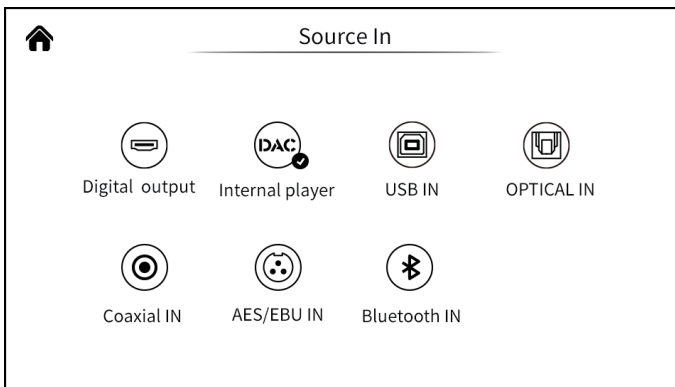 Source In
DAC
Digital output
Internal player
USB IN
OPTICAL IN
Coaxial IN
AES/EBU IN
Bluetooth IN